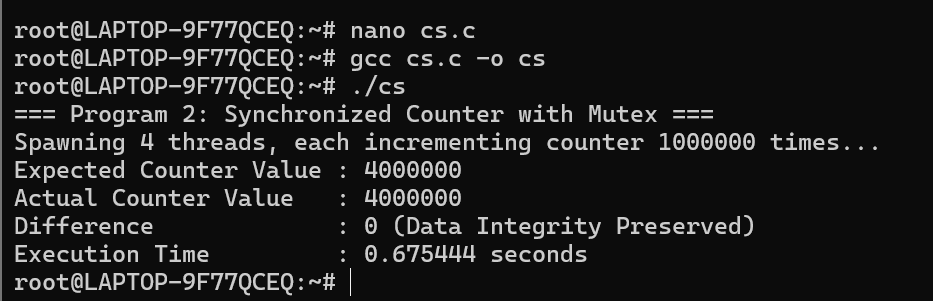 root@LAPTOP-9F77QCEQ:~# nano cs.c
root@LAPTOP-9F77QCEQ:~# gcc cs.c -o cs
root@LAPTOP-9F77QCEQ:~# ./cs
=== Program 2: Synchronized Counter with Mutex ===
Spawning 4 threads, each incrementing counter 1000000 times...
Expected Counter Value : 4000000
Actual Counter Value   : 4000000
Difference             : 0 (Data Integrity Preserved)
Execution Time         : 0.675444 seconds
root@LAPTOP-9F77QCEQ:~#